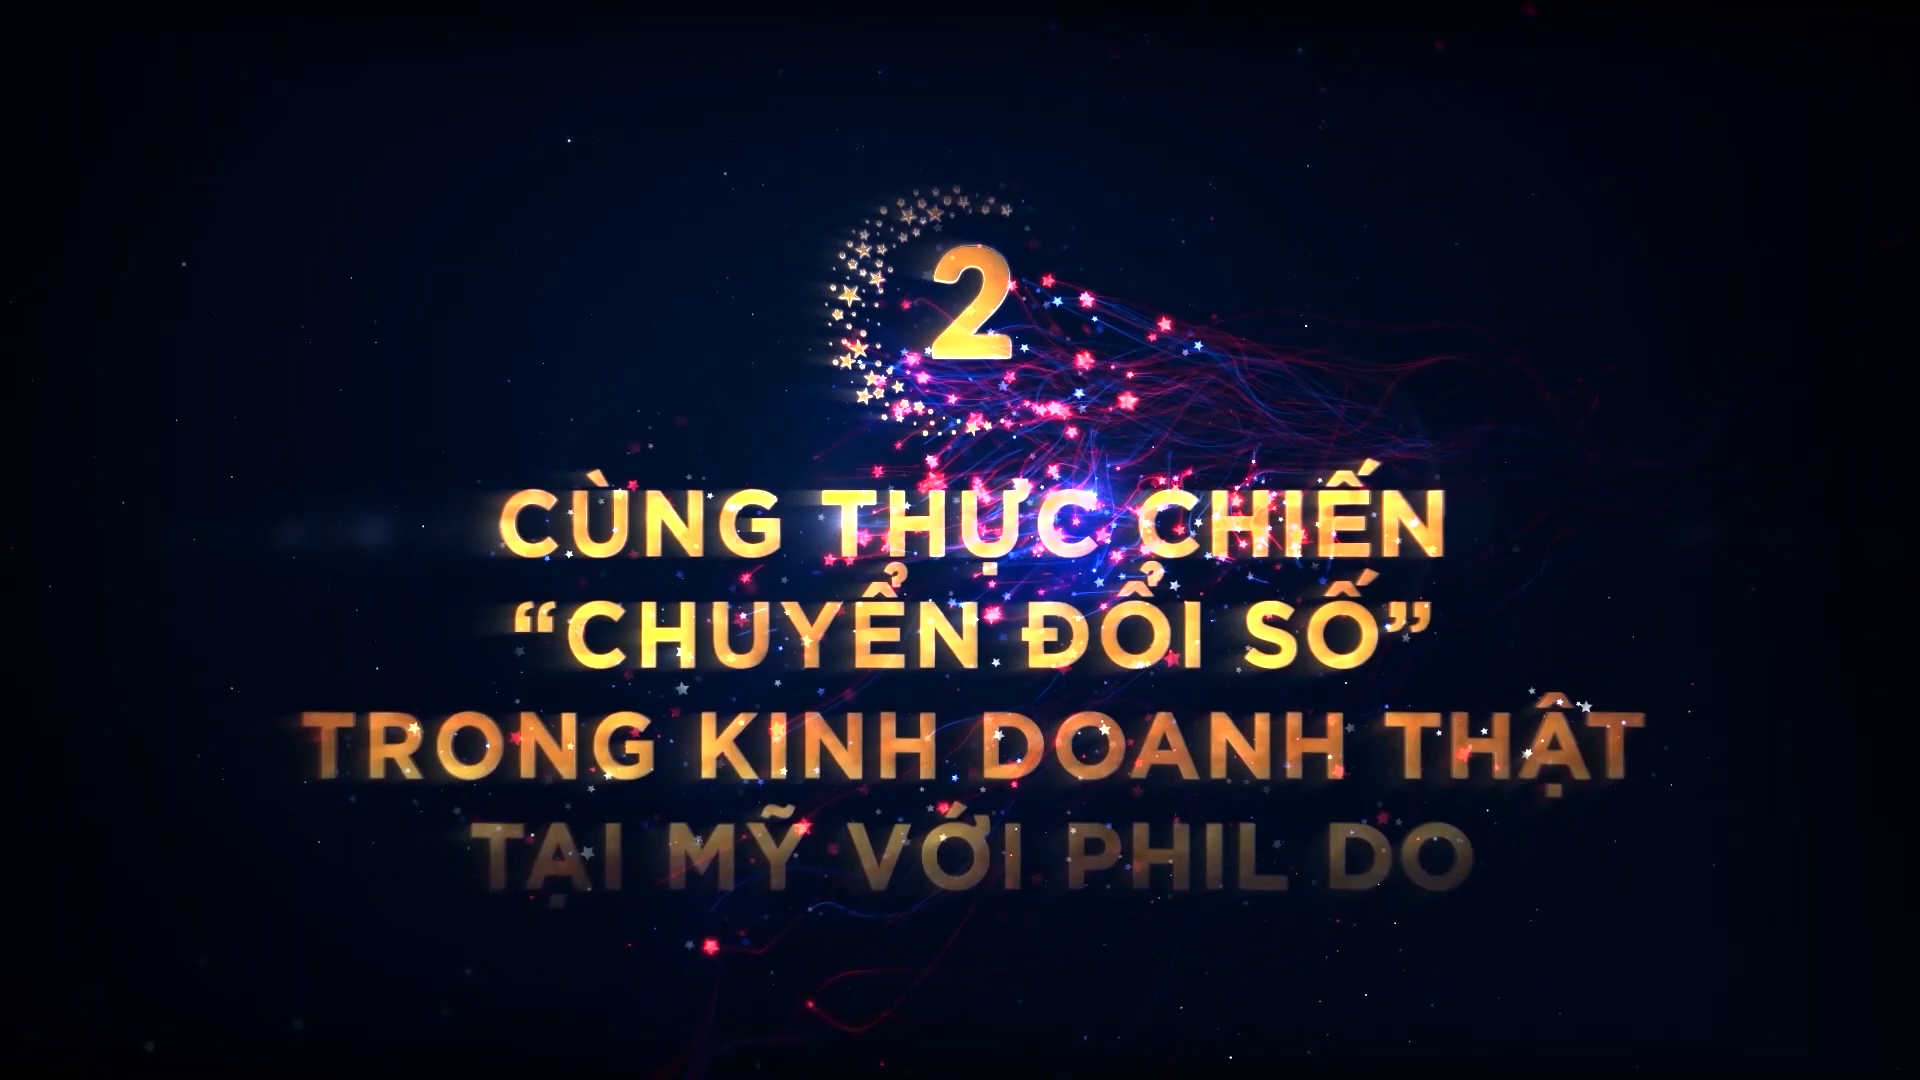 2
CÙNG THỰC CHIẾN
“CHUYỂN ĐỔI SỐ”
TRONG KINH DOANH THẬT
TẠI MỸ VỚI PHIL DO